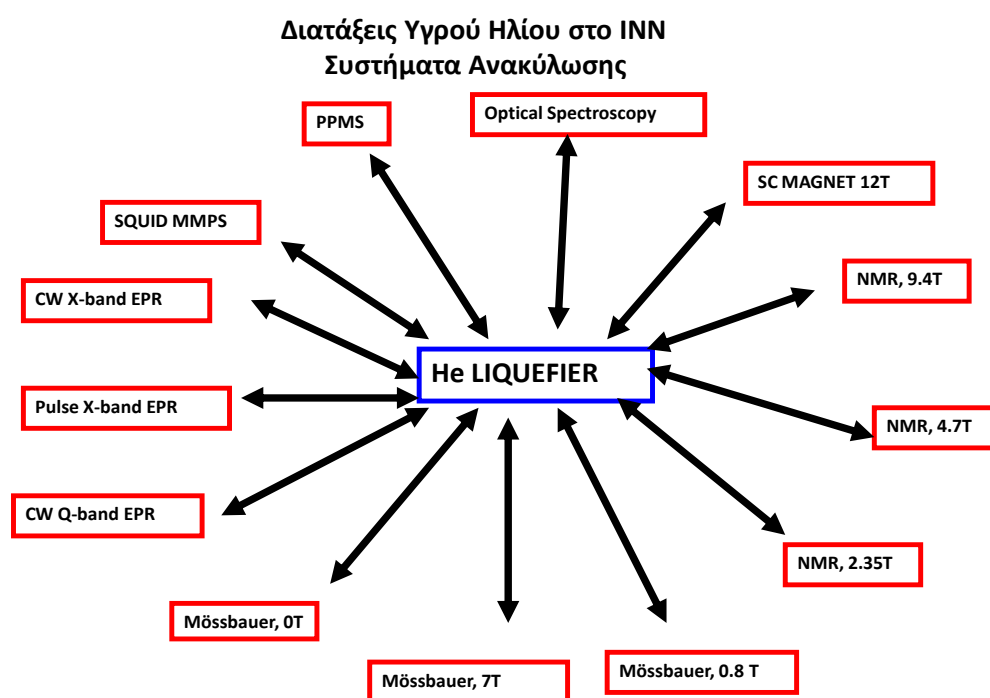 Διατάξεις Υγρού Ηλίου στο ΙΝΝ
Συστήματα Ανακύλωσης
PPMS
Optical Spectroscopy
SC MAGNET 12T
SQUID MMPS
NMR, 9.4T
CW X-band EPR
He LIQUEFIER
Pulse X-band EPR
NMR, 4.7T
CW Q-band EPR
NMR, 2.35T
Mössbauer, 0T
Mössbauer, 7T
Mössbauer, 0.8 T